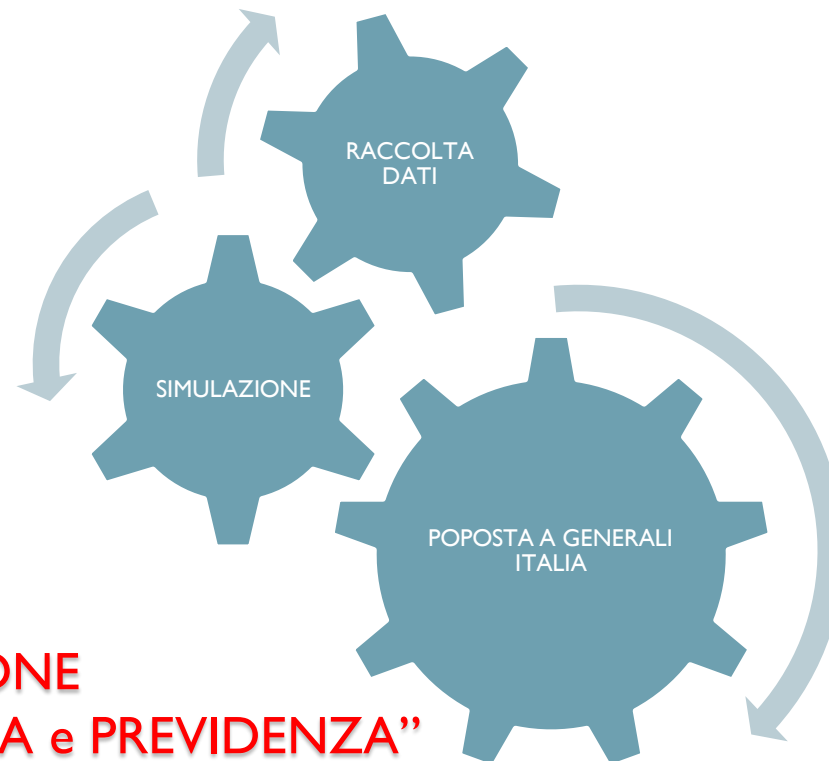 RACCOLTA
DATI
SIMULAZIONE
POPOSTA A GENERALI
ITALIA
ONE
A e PREVIDENZA”